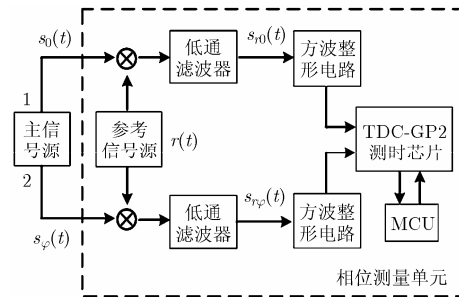 s₀(t)
低通
滤波器
sᵣ₀(t)
方波整
形电路
1
主信
号源
2
参考
信号源
r(t)
TDC-GP2
测时芯片
MCU
sφ(t)
低通
滤波器
sᵣφ(t)
方波整
形电路
相位测量单元